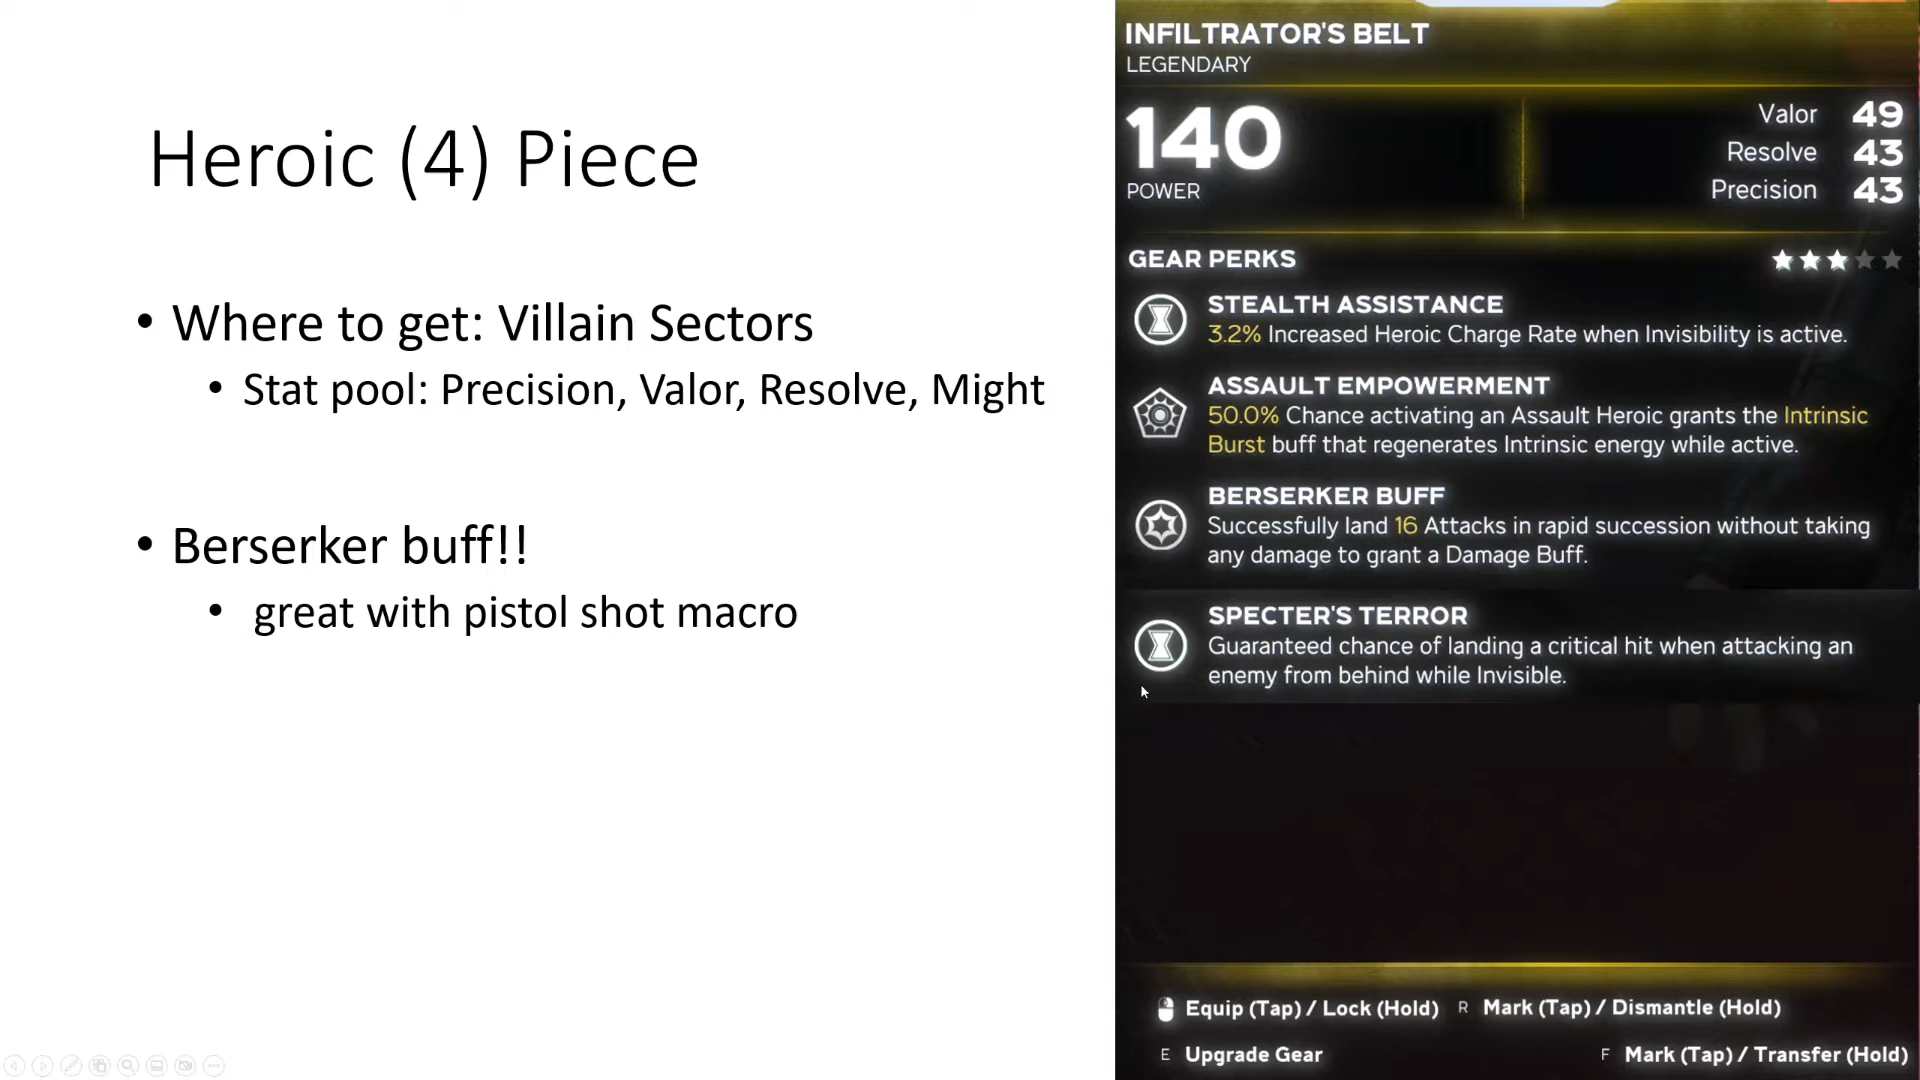 Heroic (4) Piece
• Where to get: Villain Sectors
• Stat pool: Precision, Valor, Resolve, Might
• Berserker buff!!
• great with pistol shot macro
INFILTRATOR'S BELT
LEGENDARY
140
POWER
Valor 49
Resolve 43
Precision 43
GEAR PERKS
STEALTH ASSISTANCE
3.2% Increased Heroic Charge Rate when Invisibility is active.
ASSAULT EMPOWERMENT
50.0% Chance activating an Assault Heroic grants the Intrinsic
Burst buff that regenerates Intrinsic energy while active.
BERSERKER BUFF
Successfully land 16 Attacks in rapid succession without taking
any damage to grant a Damage Buff.
SPECTER'S TERROR
Guaranteed chance of landing a critical hit when attacking an
enemy from behind while Invisible.
Equip (Tap) / Lock (Hold) R Mark (Tap) / Dismantle (Hold)
E Upgrade Gear F Mark (Tap) / Transfer (Hold)